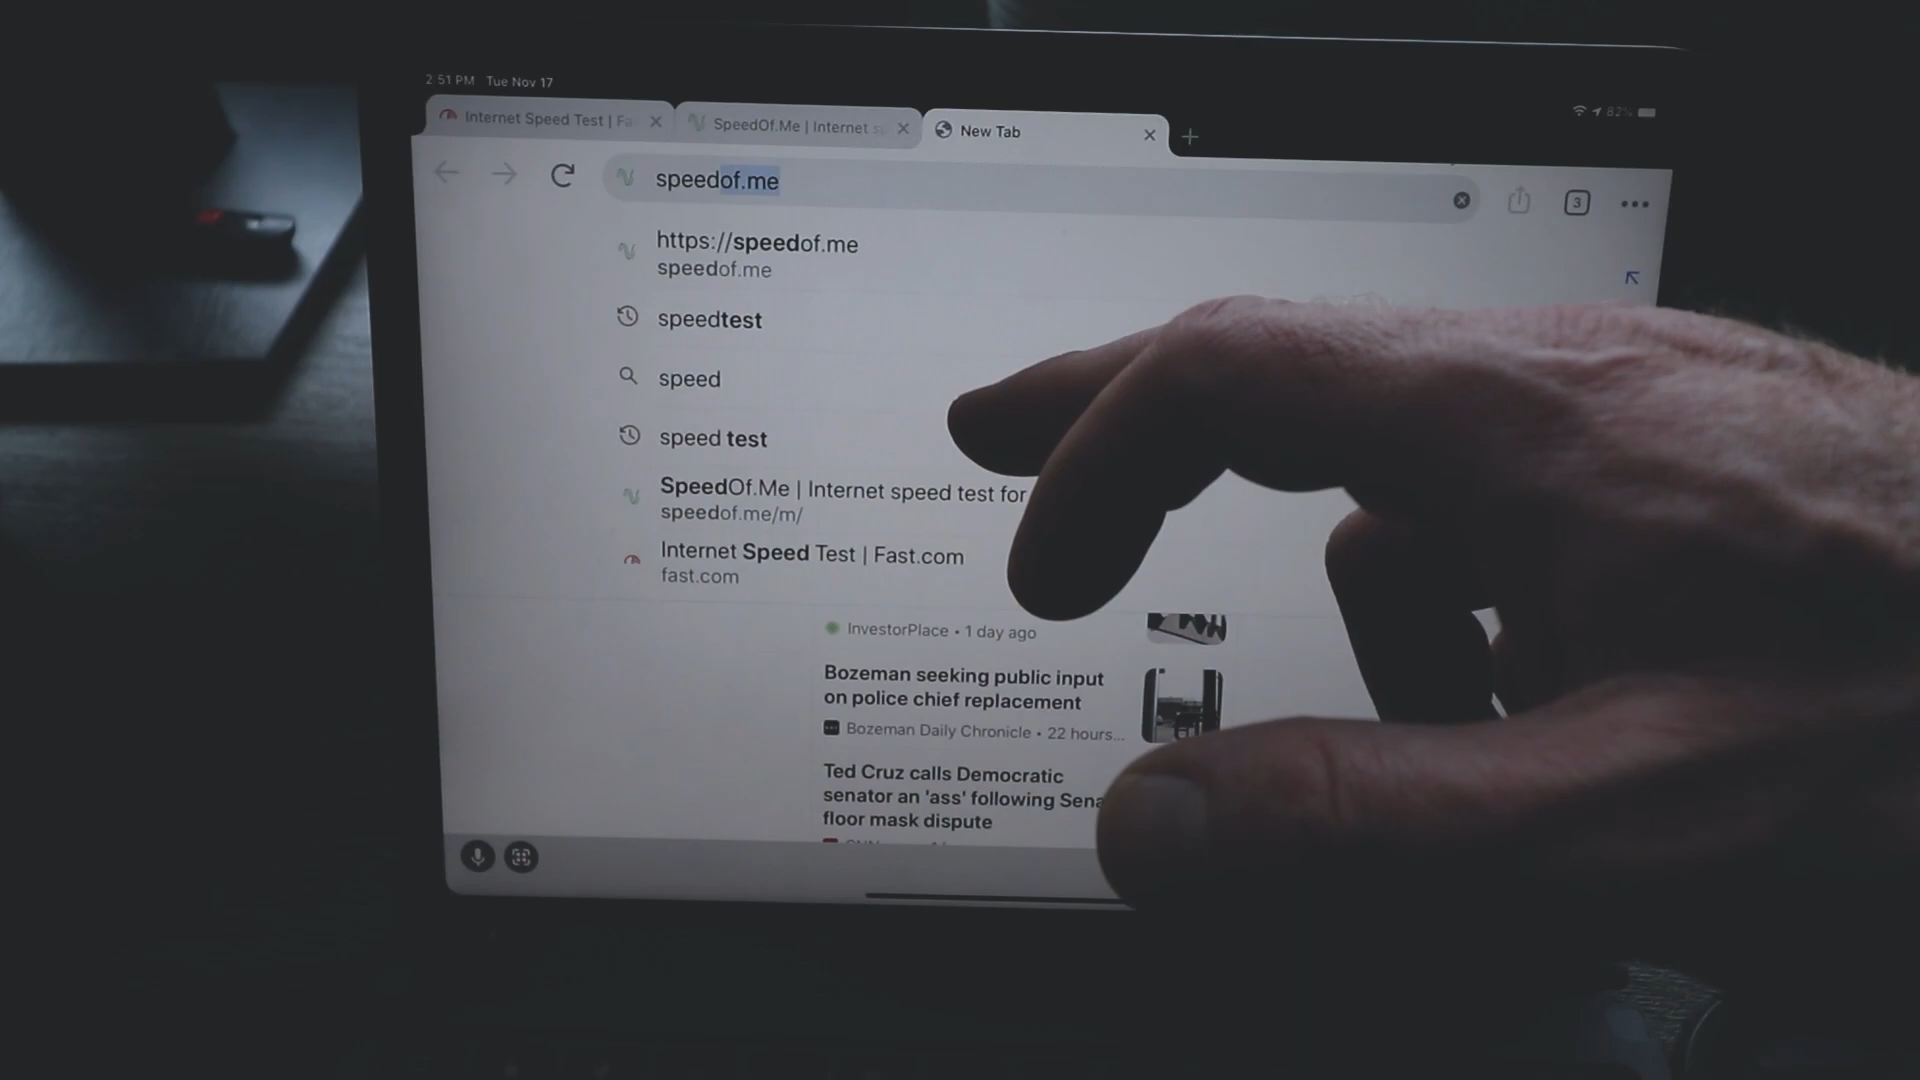 2 51 PM Tue Nov 17
82%
Internet Speed Test | Fa
SpeedOf.Me | Internet s
New Tab
speedof.me
3
https://speedof.me
speedof.me
speedtest
speed
speed test
SpeedOf.Me | Internet speed test for
speedof.me/m/
Internet Speed Test | Fast.com
fast.com
InvestorPlace • 1 day ago
Bozeman seeking public input
on police chief replacement
Bozeman Daily Chronicle • 22 hours...
Ted Cruz calls Democratic
senator an 'ass' following Sena
floor mask dispute